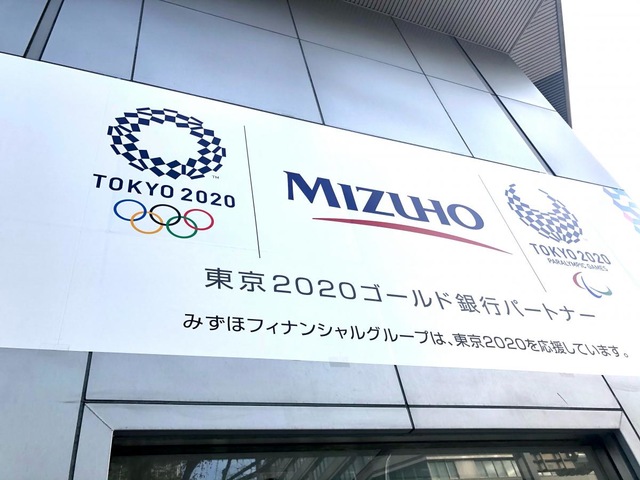 TOKYO 2020
MIZUHO
TOKYO 2020
PARALYMPIC GAMES
東京2020ゴールド銀行パートナー
みずほフィナンシャルグループは、東京2020を応援しています。